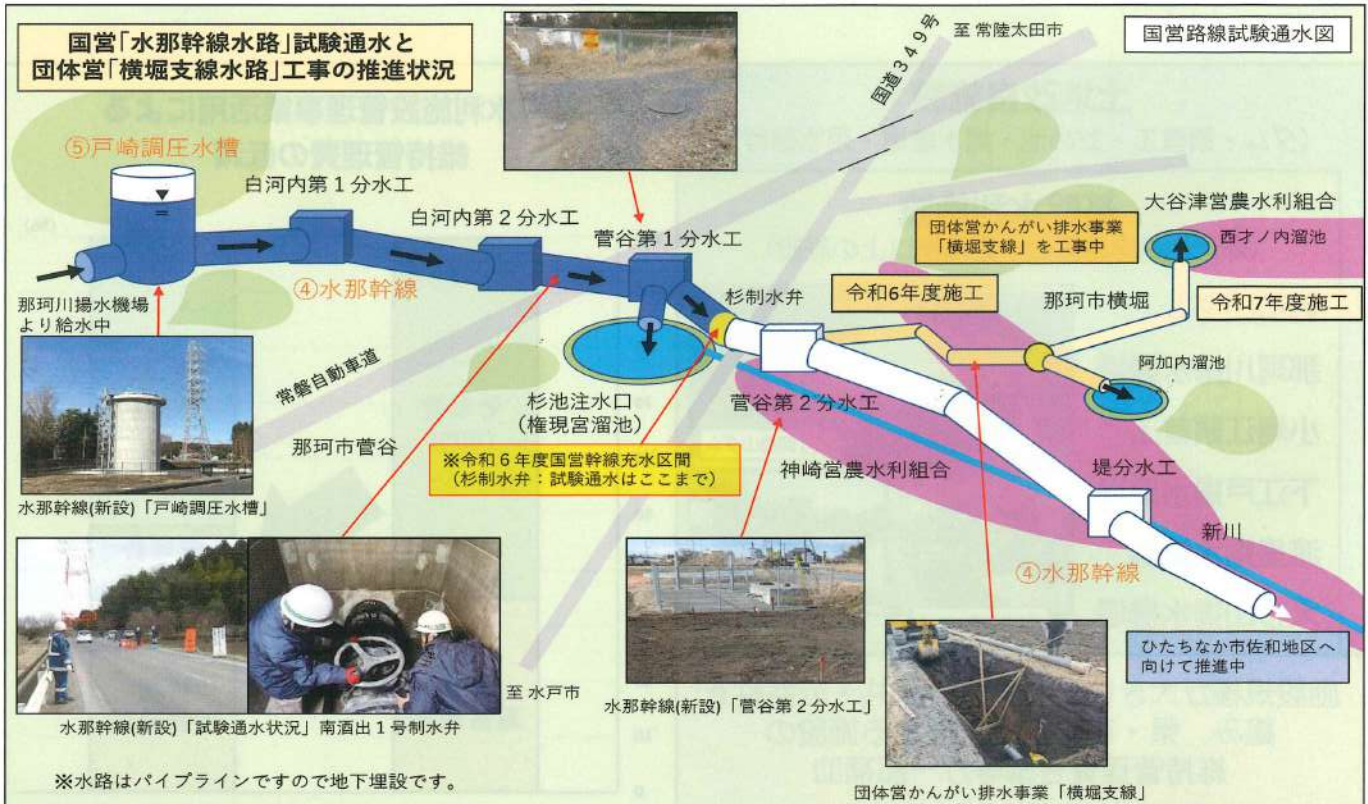 国営「水那幹線水路」試験通水と
団体営「横堀支線水路」工事の推進状況
国道349号
至 常陸太田市
国営路線試験通水図
⑤戸崎調圧水槽
白河内第1分水工
白河内第2分水工
菅谷第1分水工
④水那幹線
那珂川揚水機場
より給水中
杉制水弁
団体営かんがい排水事業
「横堀支線」を工事中
大谷津営農水利組合
西才ノ内溜池
令和6年度施工
那珂市横堀
令和7年度施工
阿加内溜池
常磐自動車道
那珂市菅谷
杉池注水口
(権現宮溜池)
※令和6年度国営幹線充水区間
(杉制水弁:試験通水はここまで)
菅谷第2分水工
神崎営農水利組合
堤分水工
新川
④水那幹線
ひたちなか市佐和地区へ
向けて推進中
水那幹線(新設)「戸崎調圧水槽」
至 水戸市
水那幹線(新設)「試験通水状況」南酒出1号制水弁
水那幹線(新設)「菅谷第2分水工」
団体営かんがい排水事業「横堀支線」
※水路はパイプラインですので地下埋設です。